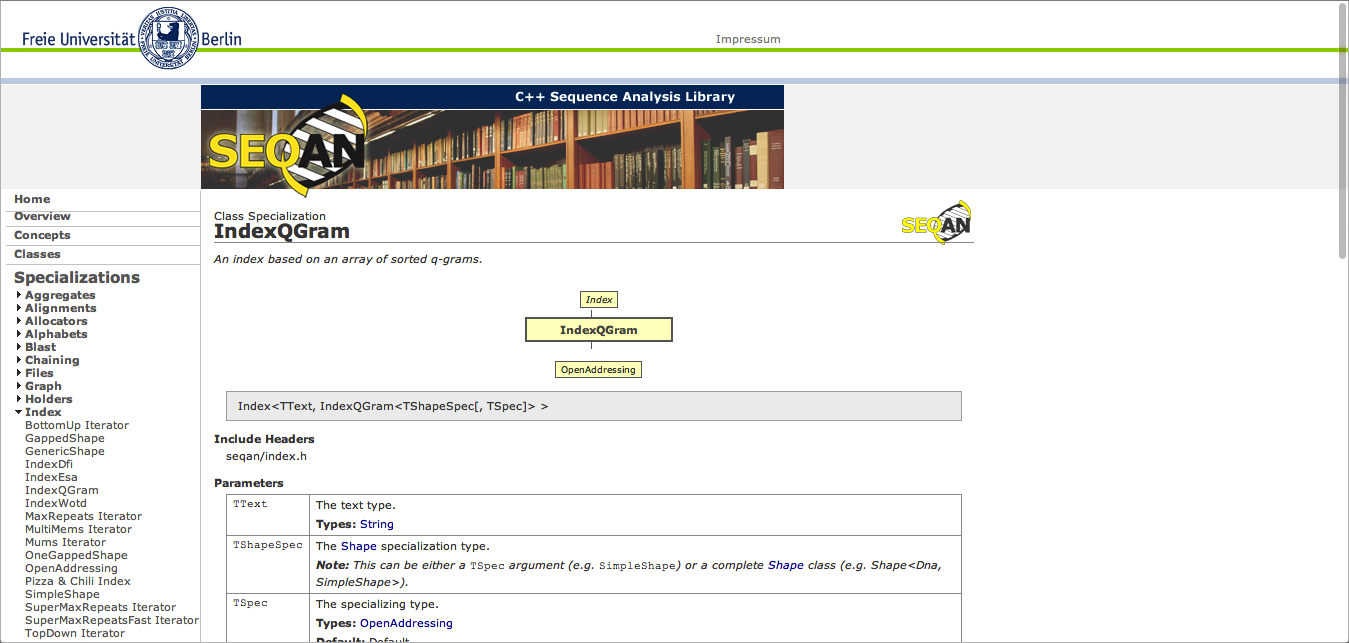 Freie Universität Berlin
Impressum
C++ Sequence Analysis Library
SEQAN
Home
Overview
Concepts
Classes
Specializations
Aggregates
Alignments
Allocators
Alphabets
Blast
Chaining
Files
Graph
Holders
Index
BottomUp Iterator
GappedShape
GenericShape
IndexDfi
IndexEsa
IndexQGram
IndexWotd
MaxRepeats Iterator
MultiMems Iterator
Mums Iterator
OneGappedShape
OpenAddressing
Pizza & Chili Index
SimpleShape
SuperMaxRepeats Iterator
SuperMaxRepeatsFast Iterator
TopDown Iterator
Class Specialization
IndexQGram
SEQAN
An index based on an array of sorted q-grams.
Index
IndexQGram
OpenAddressing
Index<TText, IndexQGram<TShapeSpec[, TSpec]> >
Include Headers
seqan/index.h
Parameters
TText
The text type.
Types: String
TShapeSpec
The Shape specialization type.
Note: This can be either a TSpec argument (e.g. SimpleShape) or a complete Shape class (e.g. Shape<Dna,
SimpleShape>).
TSpec
The specializing type.
Types: OpenAddressing
Default: Default